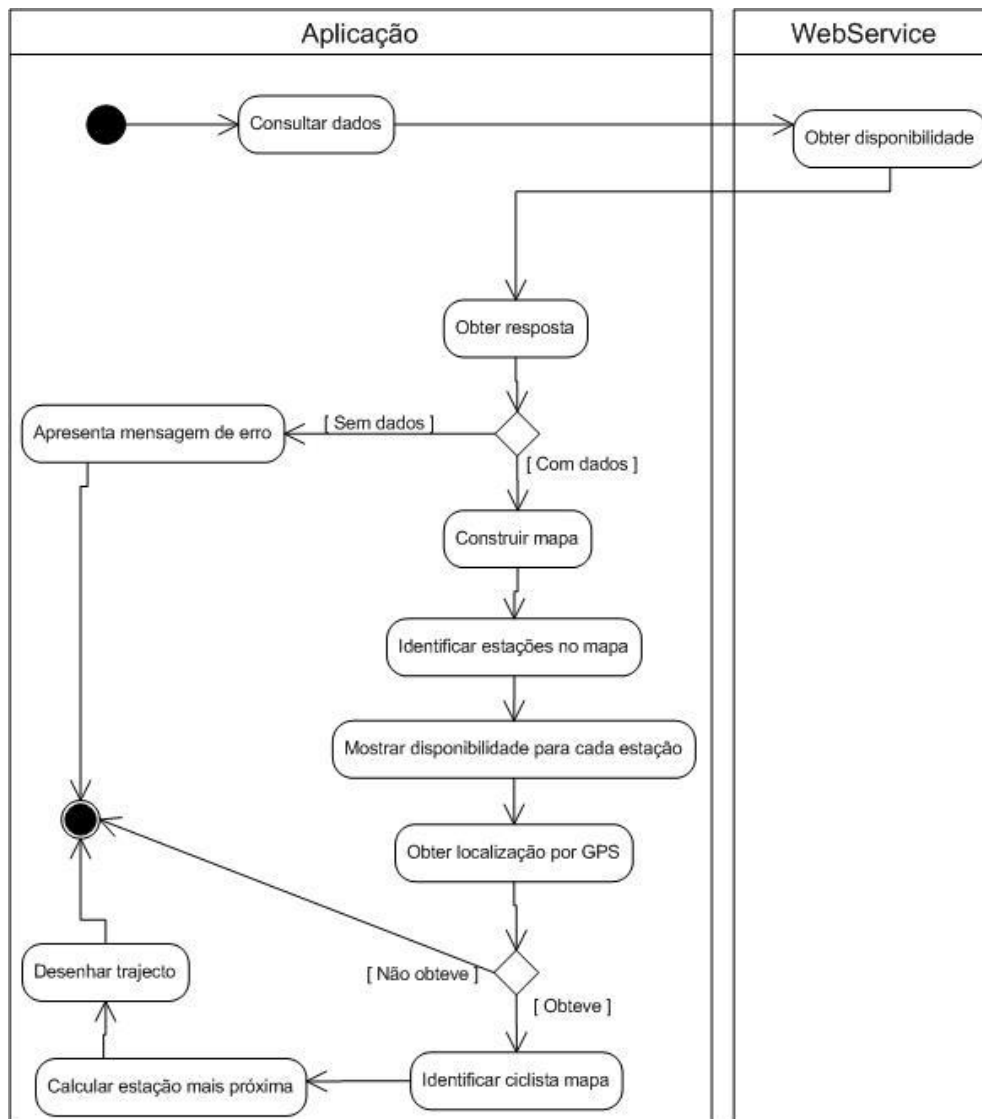 Aplicação
WebService
Consultar dados
Obter disponibilidade
Obter resposta
Apresenta mensagem de erro
[ Sem dados ]
[ Com dados ]
Construir mapa
Identificar estações no mapa
Mostrar disponibilidade para cada estação
Obter localização por GPS
Desenhar trajecto
[ Não obteve ]
[ Obteve ]
Calcular estação mais próxima
Identificar ciclista mapa